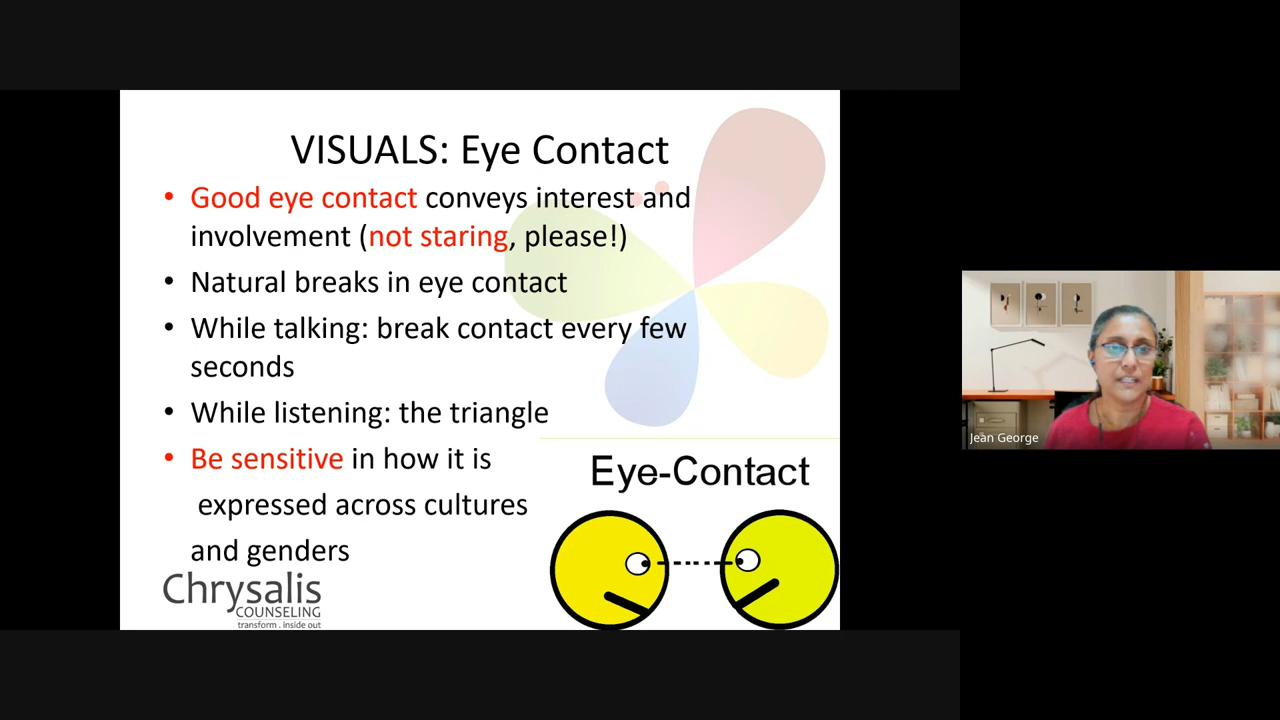 VISUALS: Eye Contact
• Good eye contact conveys interest and
involvement (not staring, please!)
• Natural breaks in eye contact
• While talking: break contact every few
seconds
• While listening: the triangle
• Be sensitive in how it is
expressed across cultures
and genders
Eye-Contact
Chrysalis
COUNSELING
transform . inside out
Jean George